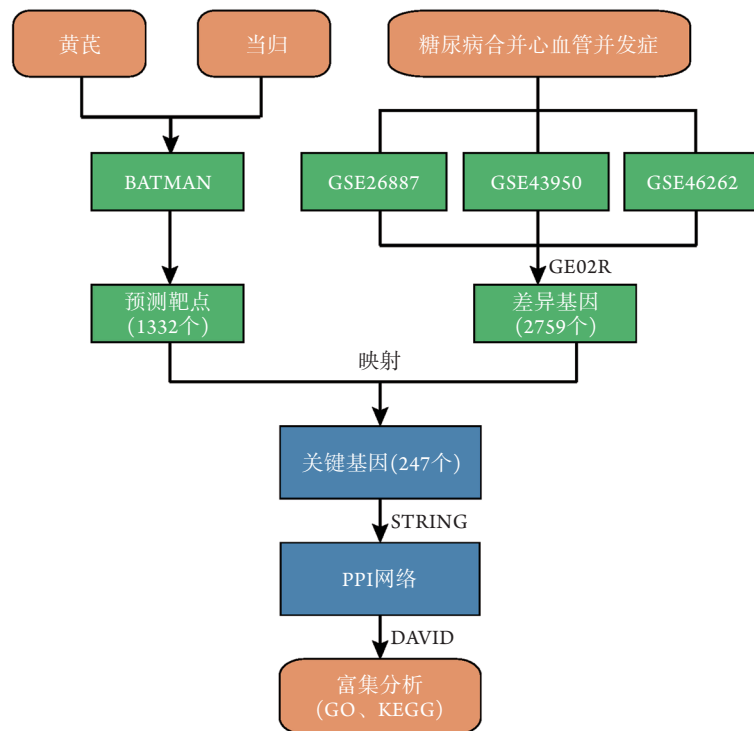 黄芪
当归
糖尿病合并心血管并发症
BATMAN
GSE26887
GSE43950
GSE46262
GE02R
预测靶点
(1332个)
差异基因
(2759个)
映射
关键基因(247个)
STRING
PPI网络
DAVID
富集分析
(GO、KEGG)